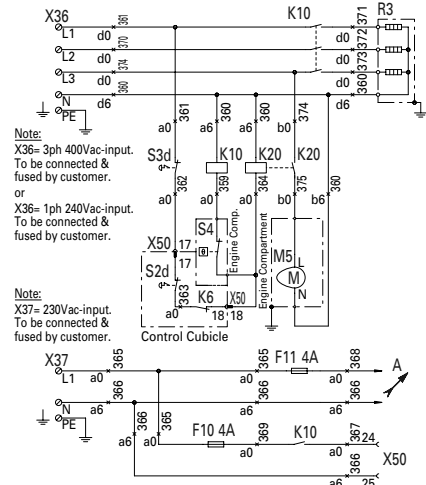 X36
L1
d0
361
K10
d0
371
R3
L2
d0
370
d0
372
L3
d0
374
d0
373
N
d6
360
d6
360
PE
Note:
X36= 3ph 400Vac-input.
To be connected &
fused by customer.
or
X36= 1ph 240Vac-input.
To be connected &
fused by customer.
a0
361
a6
360
a6
360
b0
374
S3d
K10
K20
K20
a0
362
a0
359
a0
364
b0
375
b6
360
S4
Engine Comp.
Engine Compartment
X50
17
17
θ
M5
L
M
N
S2d
a0
363
K6
18
X50
18
Control Cubicle
Note:
X37= 230Vac-input.
To be connected &
fused by customer.
X37
L1
a0
365
a0
365
F11 4A
a0
368
A
N
a6
366
a6
366
a6
366
PE
a6
366
a0
365
F10 4A
a0
369
K10
a0
367
24
X50
a6
366
25